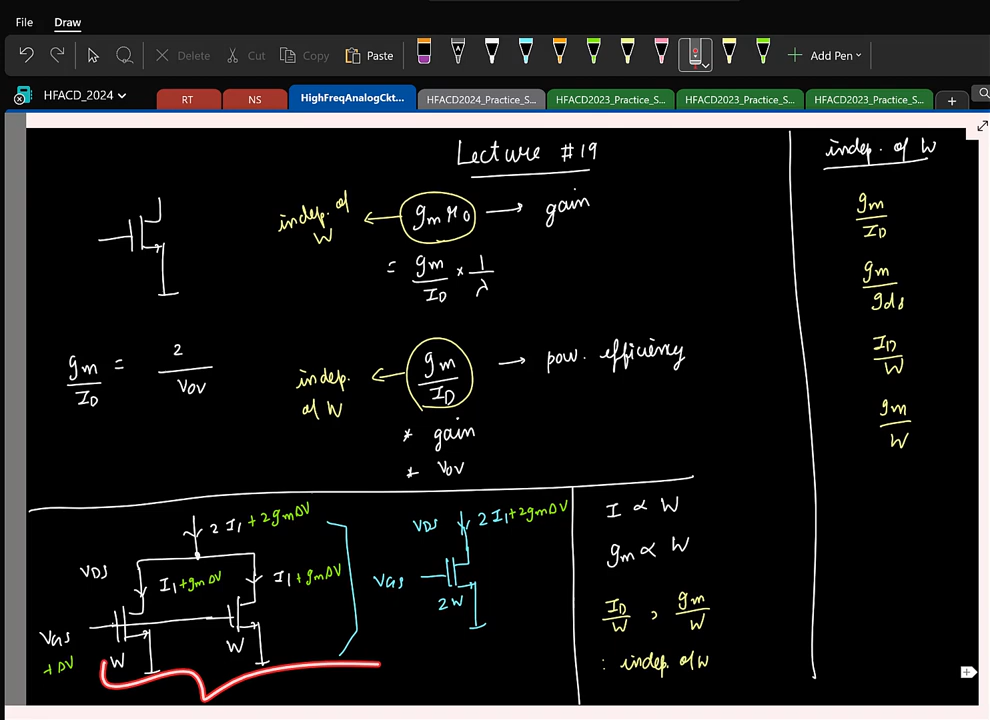 File Draw
Delete Cut Copy Paste Add Pen
HFACD_2024 RT NS HighFreqAnalogCkt... HFACD2024_Practice_S... HFACD2023_Practice_S... HFACD2023_Practice_S... HFACD2023_Practice_S...
Lecture #19
indep. of W
gm r0 → gain
= gm/ID * 1/λ
gm/ID = 2/VOV
indep. of W
gm/ID → pow. efficiency
* gain
* VOV
2 I1 + 2gmΔV
VDS
I1 + gmΔV
I1 + gmΔV
VGS
+ΔV
W
W
VDS
2 I1 + 2gmΔV
VGS
2W
I ∝ W
gm ∝ W
ID/W , gm/W
: indep. of W
indep. of W
gm/ID
gm/gds
ID/W
gm/W